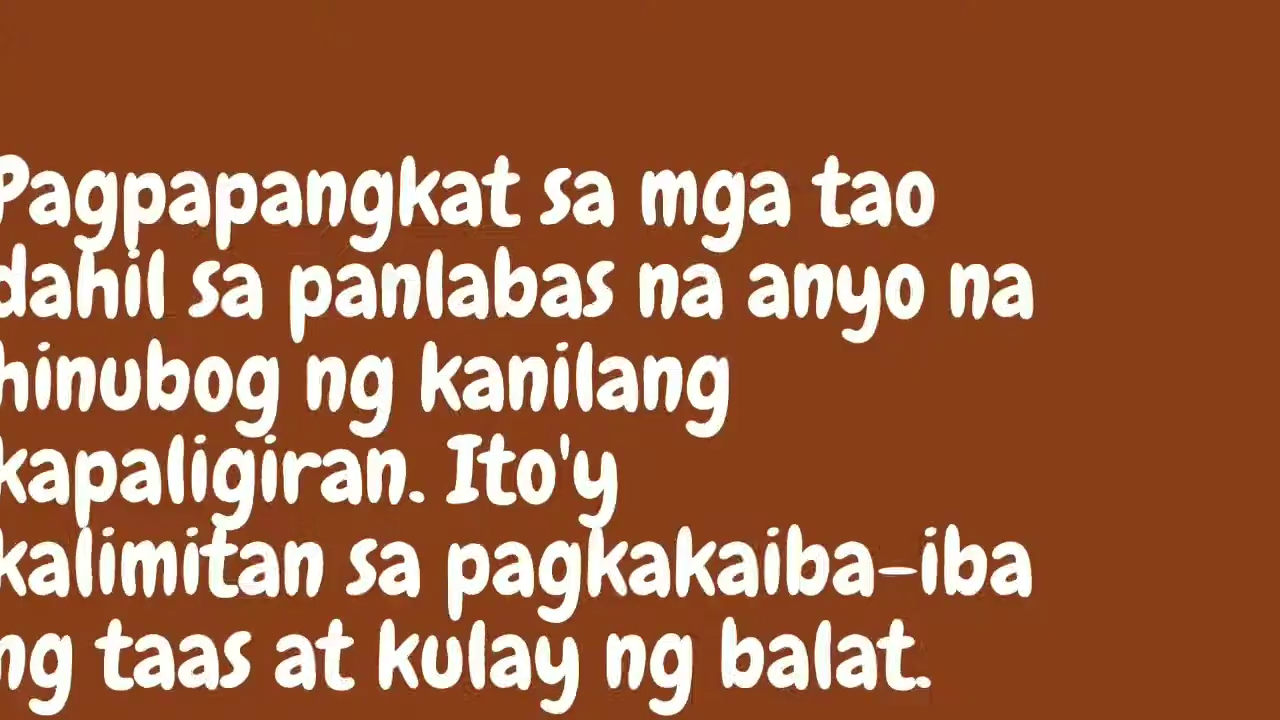 Pagpapangkat sa mga tao
dahil sa panlabas na anyo na
hinubog ng kanilang
kapaligiran. Ito'y
kalimitan sa pagkakaiba-iba
ng taas at kulay ng balat.